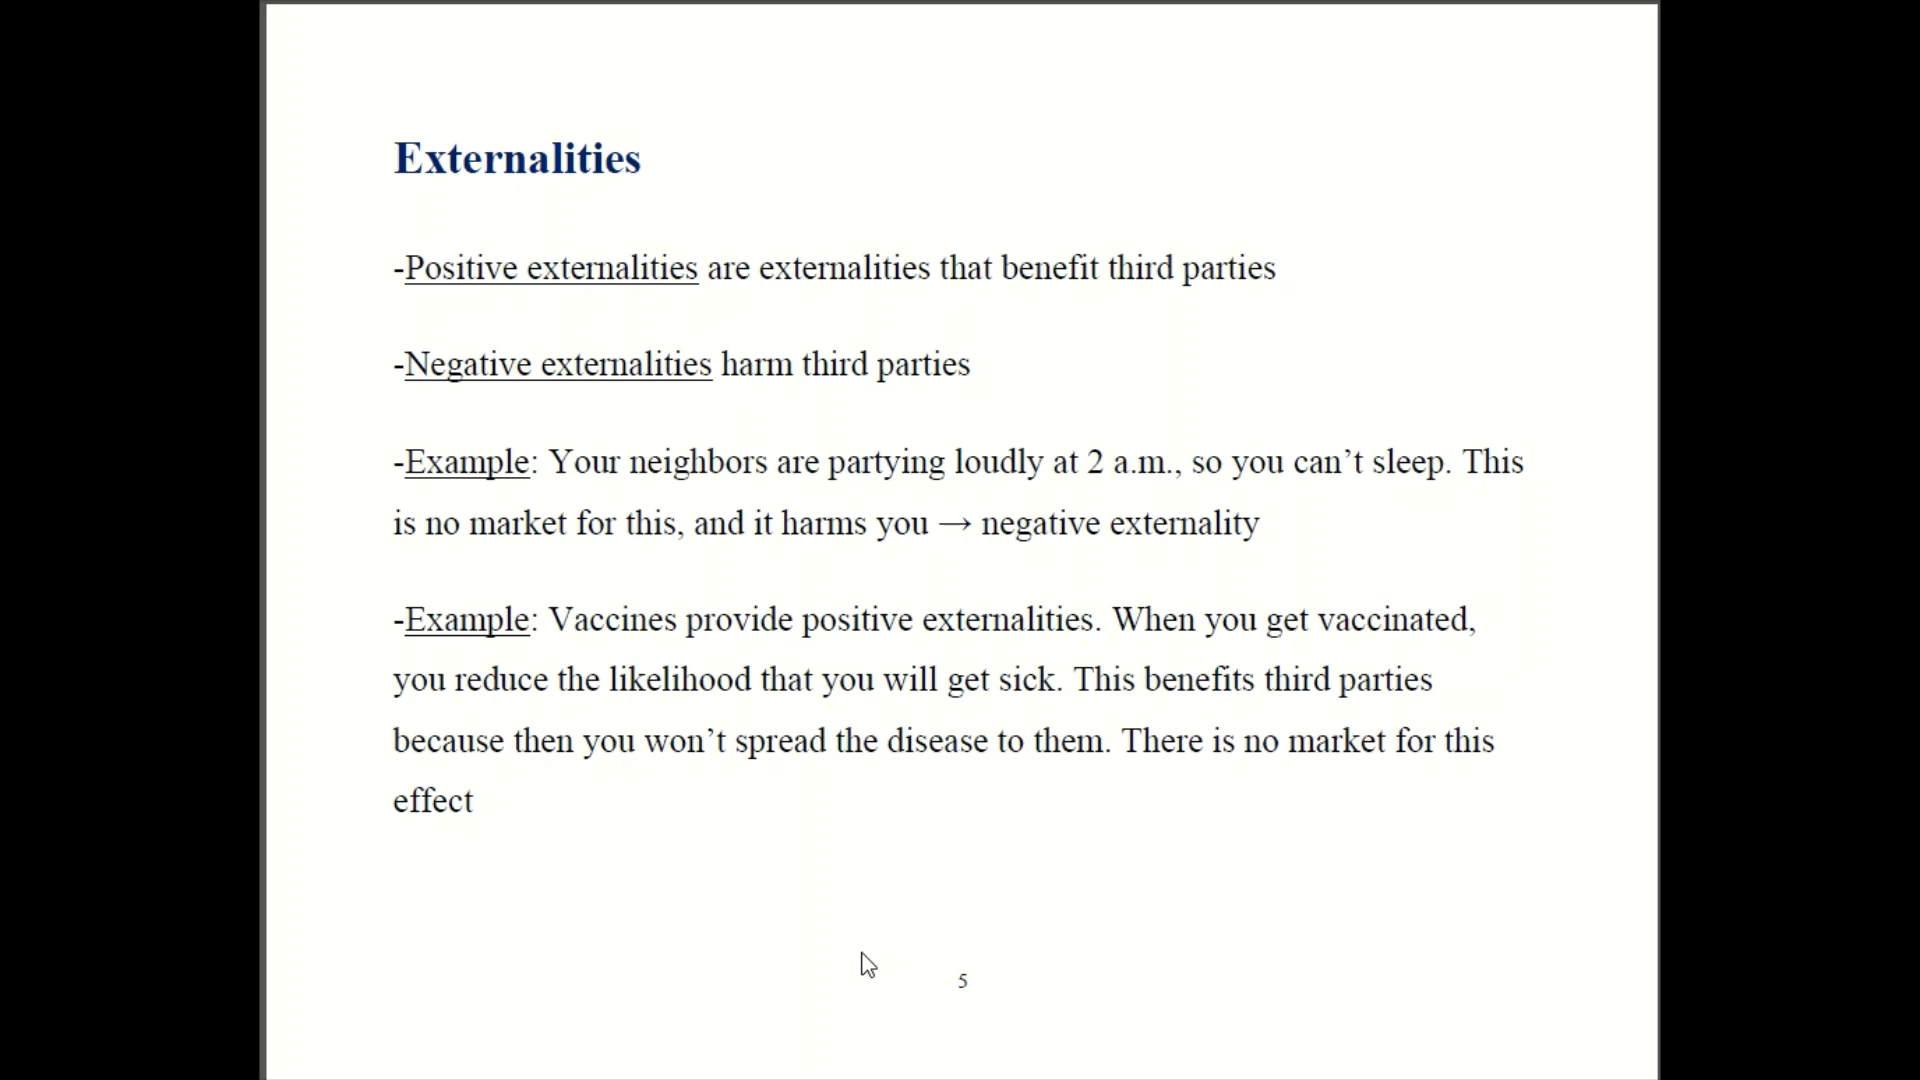 Externalities
-Positive externalities are externalities that benefit third parties
-Negative externalities harm third parties
-Example: Your neighbors are partying loudly at 2 a.m., so you can’t sleep. This
is no market for this, and it harms you → negative externality
-Example: Vaccines provide positive externalities. When you get vaccinated,
you reduce the likelihood that you will get sick. This benefits third parties
because then you won’t spread the disease to them. There is no market for this
effect
5